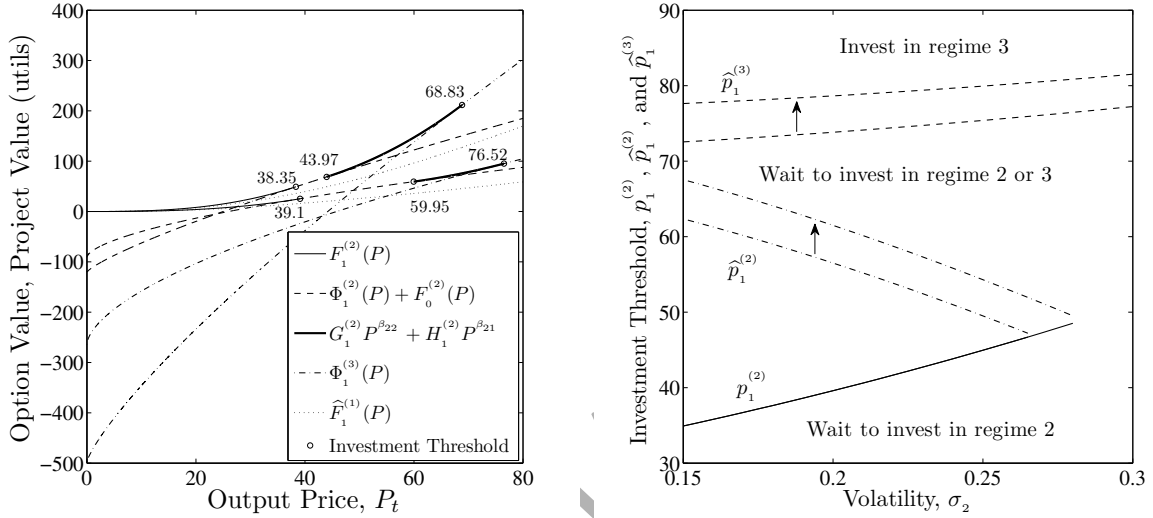 Option Value, Project Value (utils)
400
300
200
100
0
−100
−200
−300
−400
−500
0
20
40
60
80
Output Price, P_t
68.83
43.97
38.35
76.52
39.1
59.95
F_1^{(2)}(P)
Φ_1^{(2)}(P) + F_0^{(2)}(P)
G_1^{(2)} P^{β_{22}} + H_1^{(2)} P^{β_{21}}
Φ_1^{(3)}(P)
F̂_1^{(1)}(P)
Investment Threshold
Investment Threshold, p_1^{(2)}, p̂_1^{(2)}, and p̂_1^{(3)}
90
80
70
60
50
40
30
0.15
0.2
0.25
0.3
Volatility, σ_2
Invest in regime 3
p̂_1^{(3)}
Wait to invest in regime 2 or 3
p̂_1^{(2)}
p_1^{(2)}
Wait to invest in regime 2